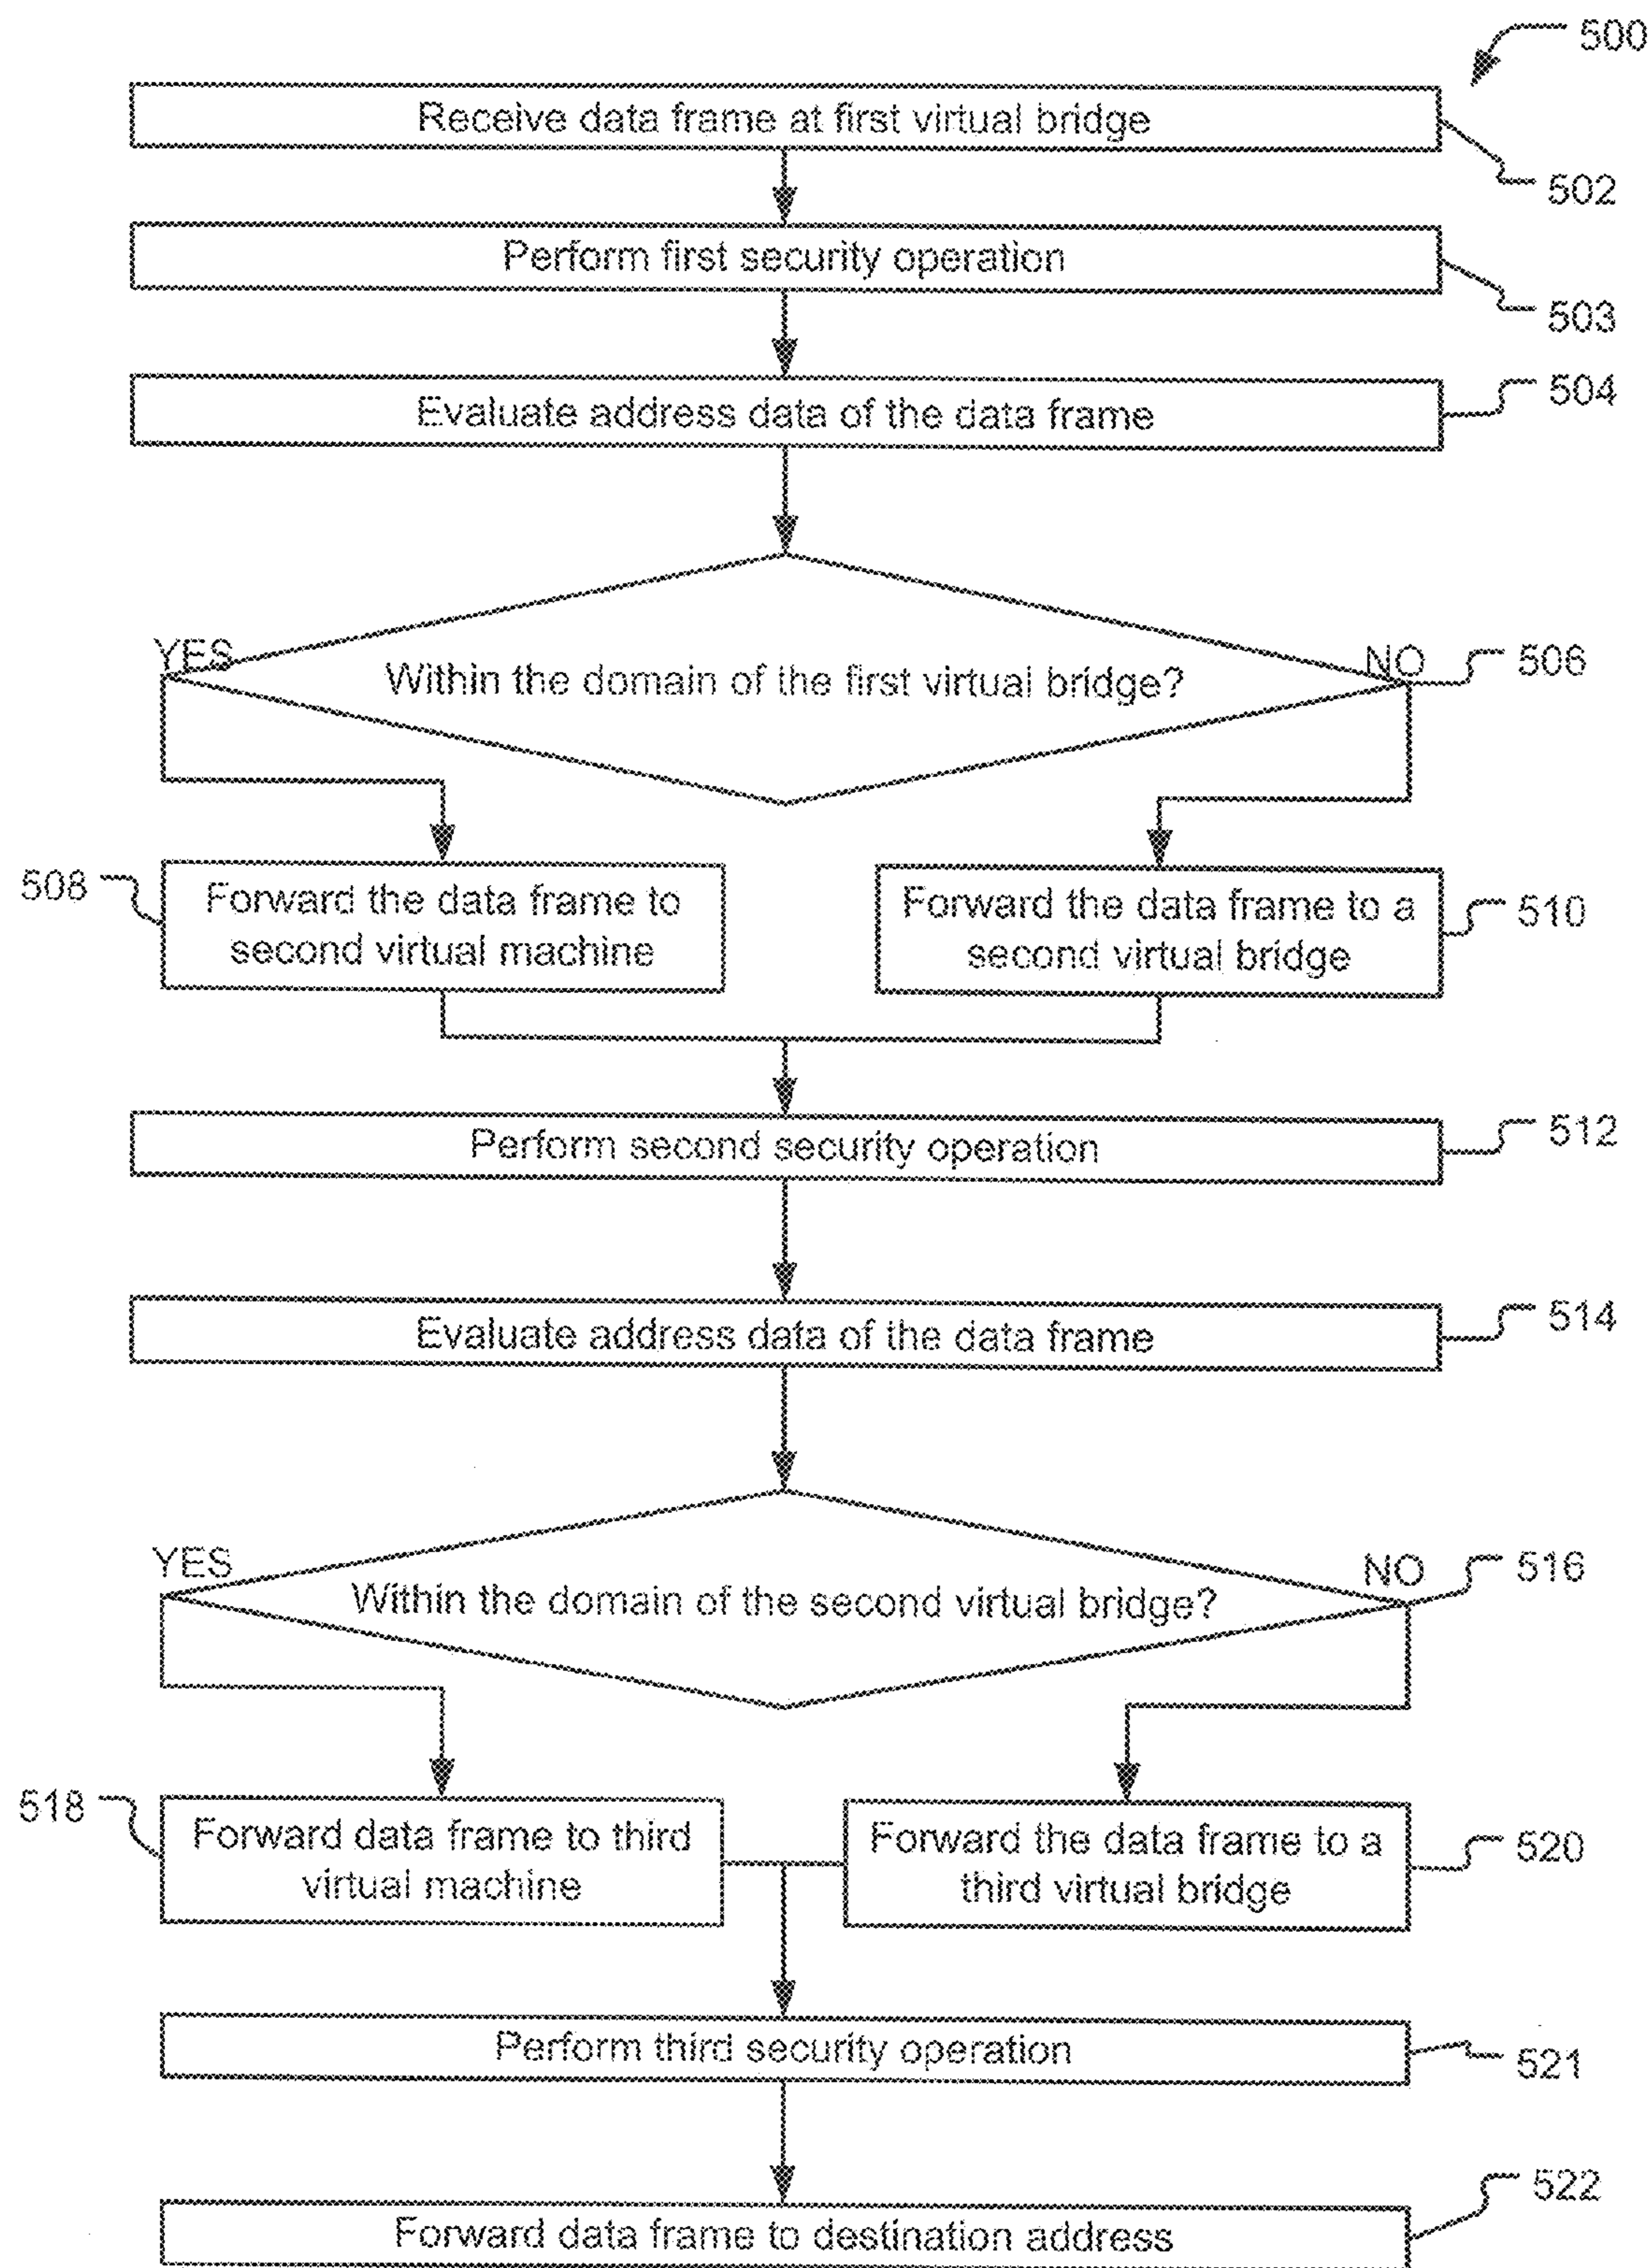 500
Receive data frame at first virtual bridge
502
Perform first security operation
503
Evaluate address data of the data frame
504
YES
NO
Within the domain of the first virtual bridge?
506
508
Forward the data frame to
second virtual machine
Forward the data frame to a
second virtual bridge
510
Perform second security operation
512
Evaluate address data of the data frame
514
YES
NO
Within the domain of the second virtual bridge?
516
518
Forward data frame to third
virtual machine
Forward the data frame to a
third virtual bridge
520
Perform third security operation
521
Forward data frame to destination address
522